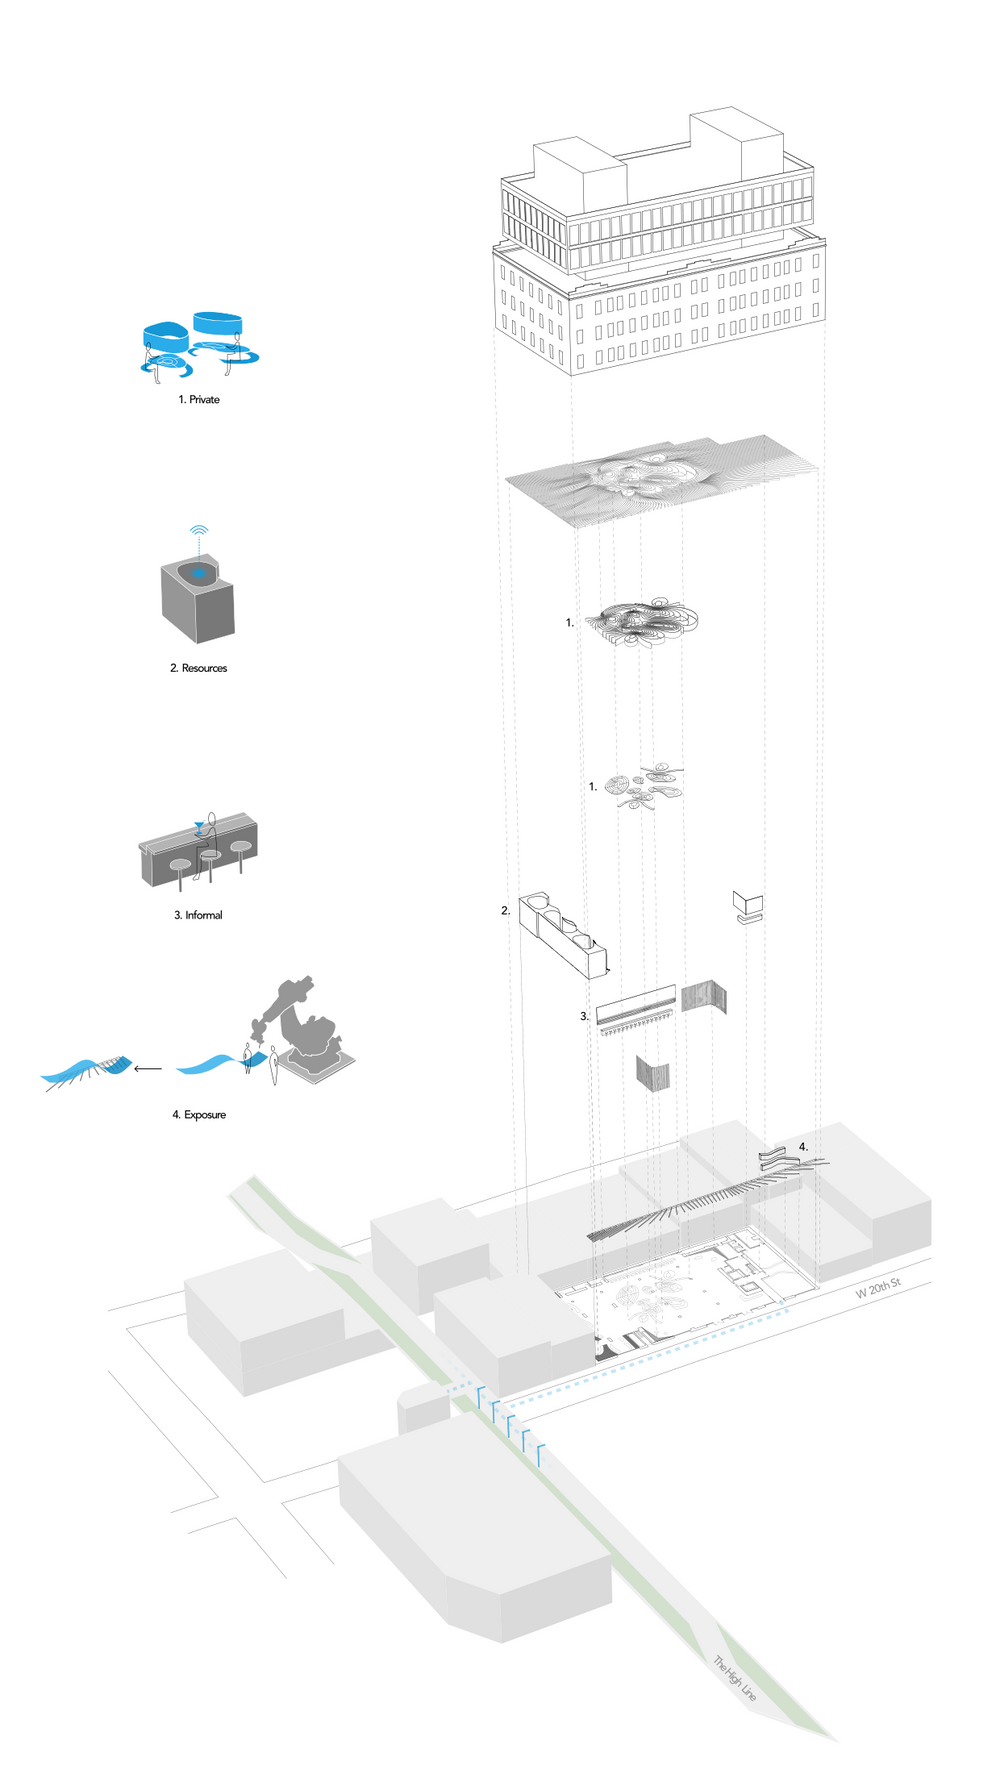 1. Private
1.
2. Resources
1.
2.
3. Informal
3.
4. Exposure
4.
W 20th St
The High Line